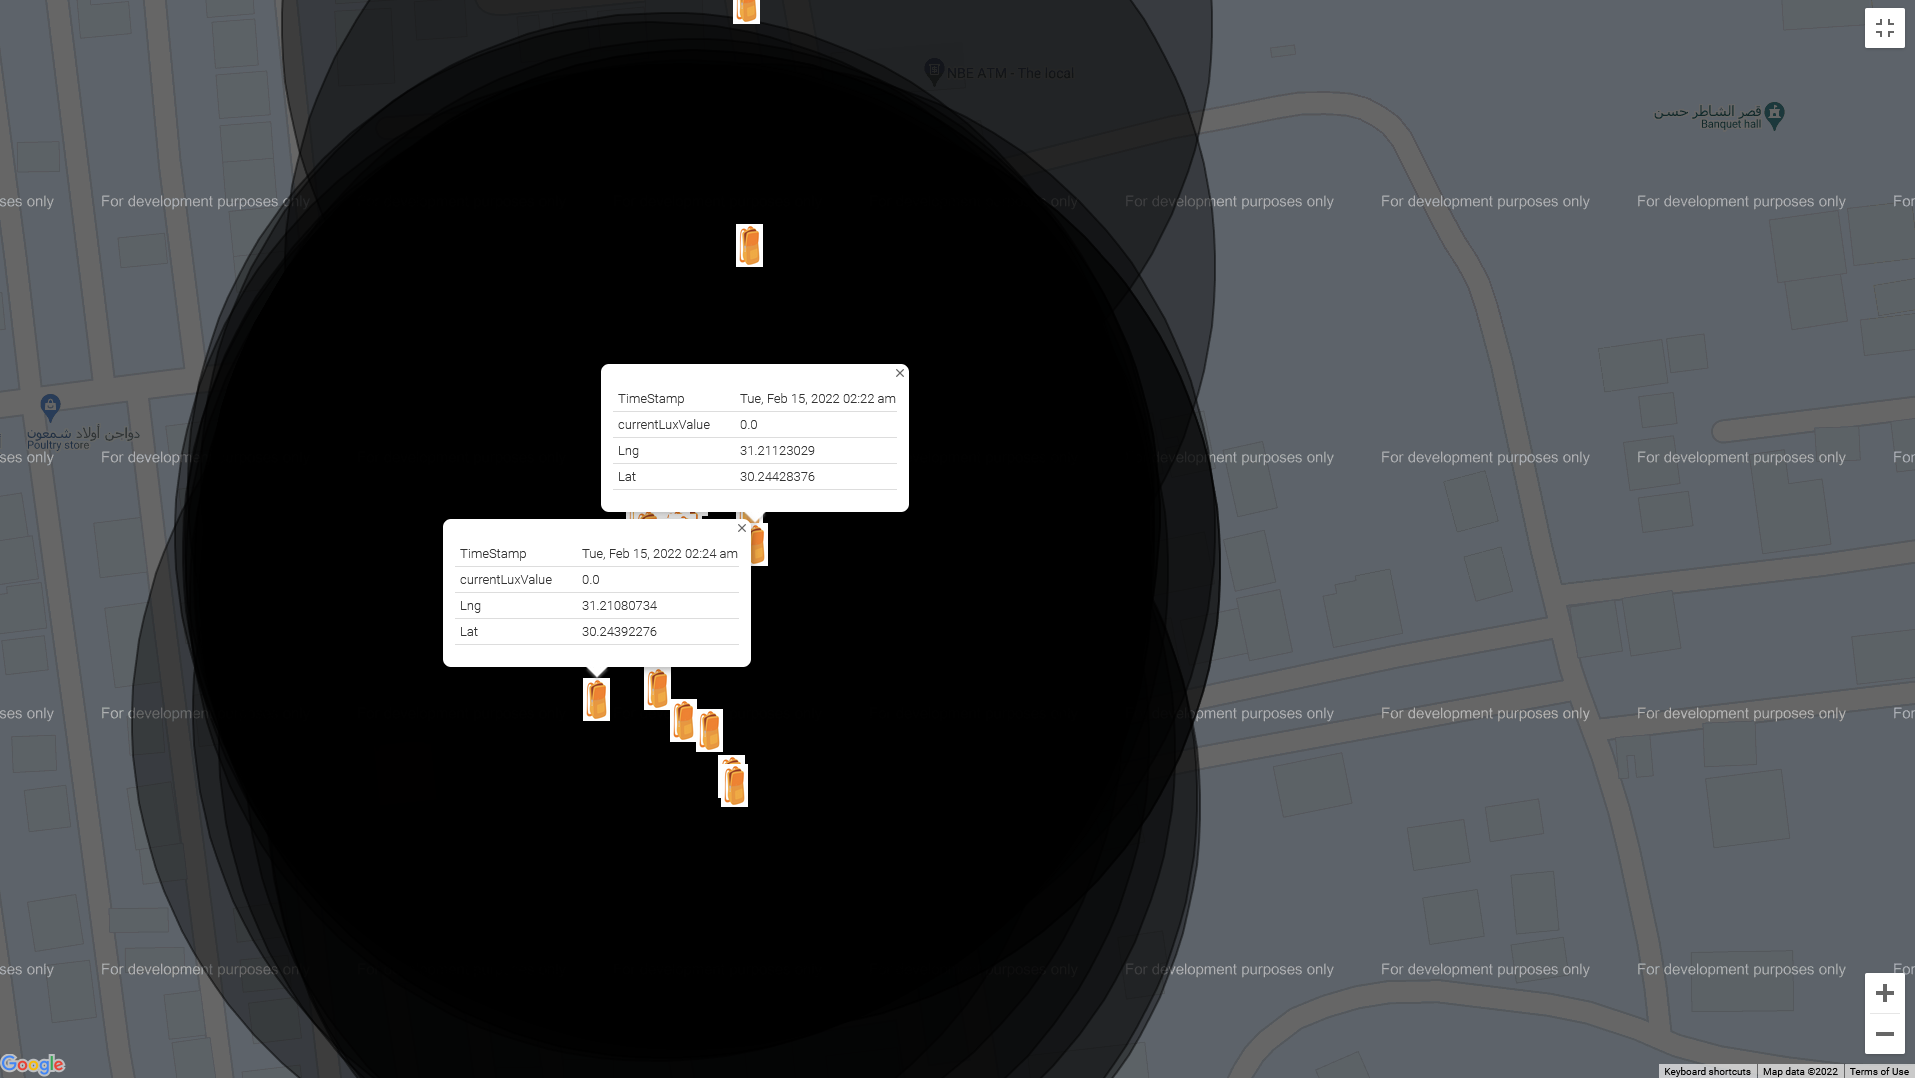 NBE ATM - The local
قصر الشاطر حسن
Banquet hall
ses only For development purposes only only For development purposes only For development purposes only For development purposes only For
TimeStamp Tue, Feb 15, 2022 02:22 am
currentLuxValue 0.0
Lng 31.21123029
Lat 30.24428376
دواجن أولاد شمعون
Poultry store
ses only For development purposes only For development purposes only For development purposes only For
TimeStamp Tue, Feb 15, 2022 02:24 am
currentLuxValue 0.0
Lng 31.21080734
Lat 30.24392276
ses only For development purposes only For development purposes only For development purposes only For
ses only For development purposes on purposes only For development purposes only For development purposes only For development purposes only For
Google
Keyboard shortcuts Map data ©2022 Terms of Use